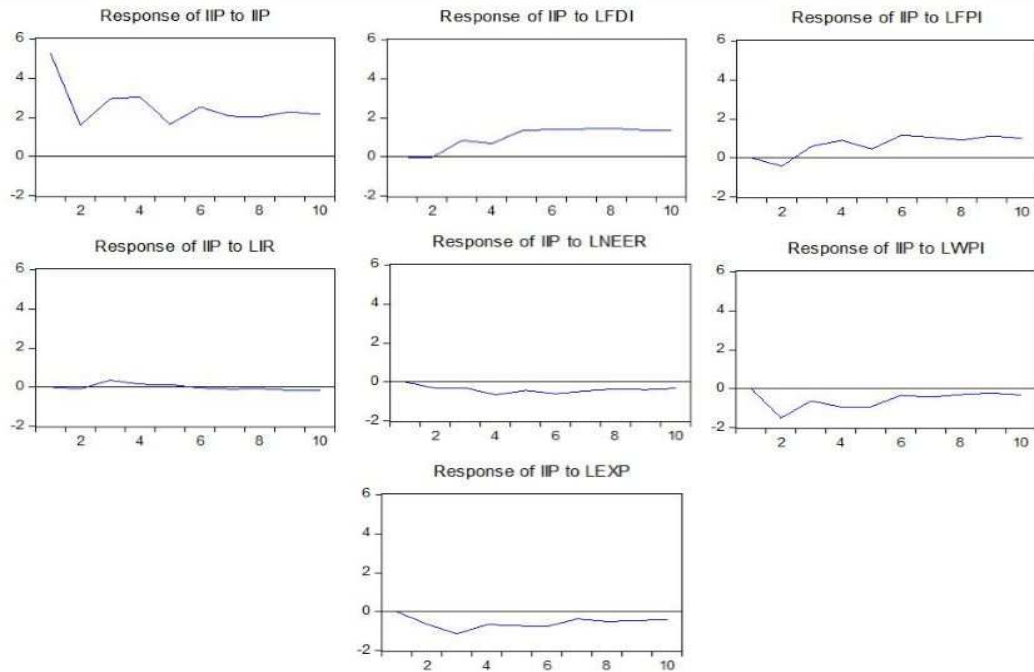 Response of IIP to IIP
6
4
2
0
-2
2 4 6 8 10
Response of IIP to LFDI
6
4
2
0
-2
2 4 6 8 10
Response of IIP to LFPI
6
4
2
0
-2
2 4 6 8 10
Response of IIP to LIR
6
4
2
0
-2
2 4 6 8 10
Response of IIP to LNEER
6
4
2
0
-2
2 4 6 8 10
Response of IIP to LWPI
6
4
2
0
-2
2 4 6 8 10
Response of IIP to LEXP
6
4
2
0
-2
2 4 6 8 10